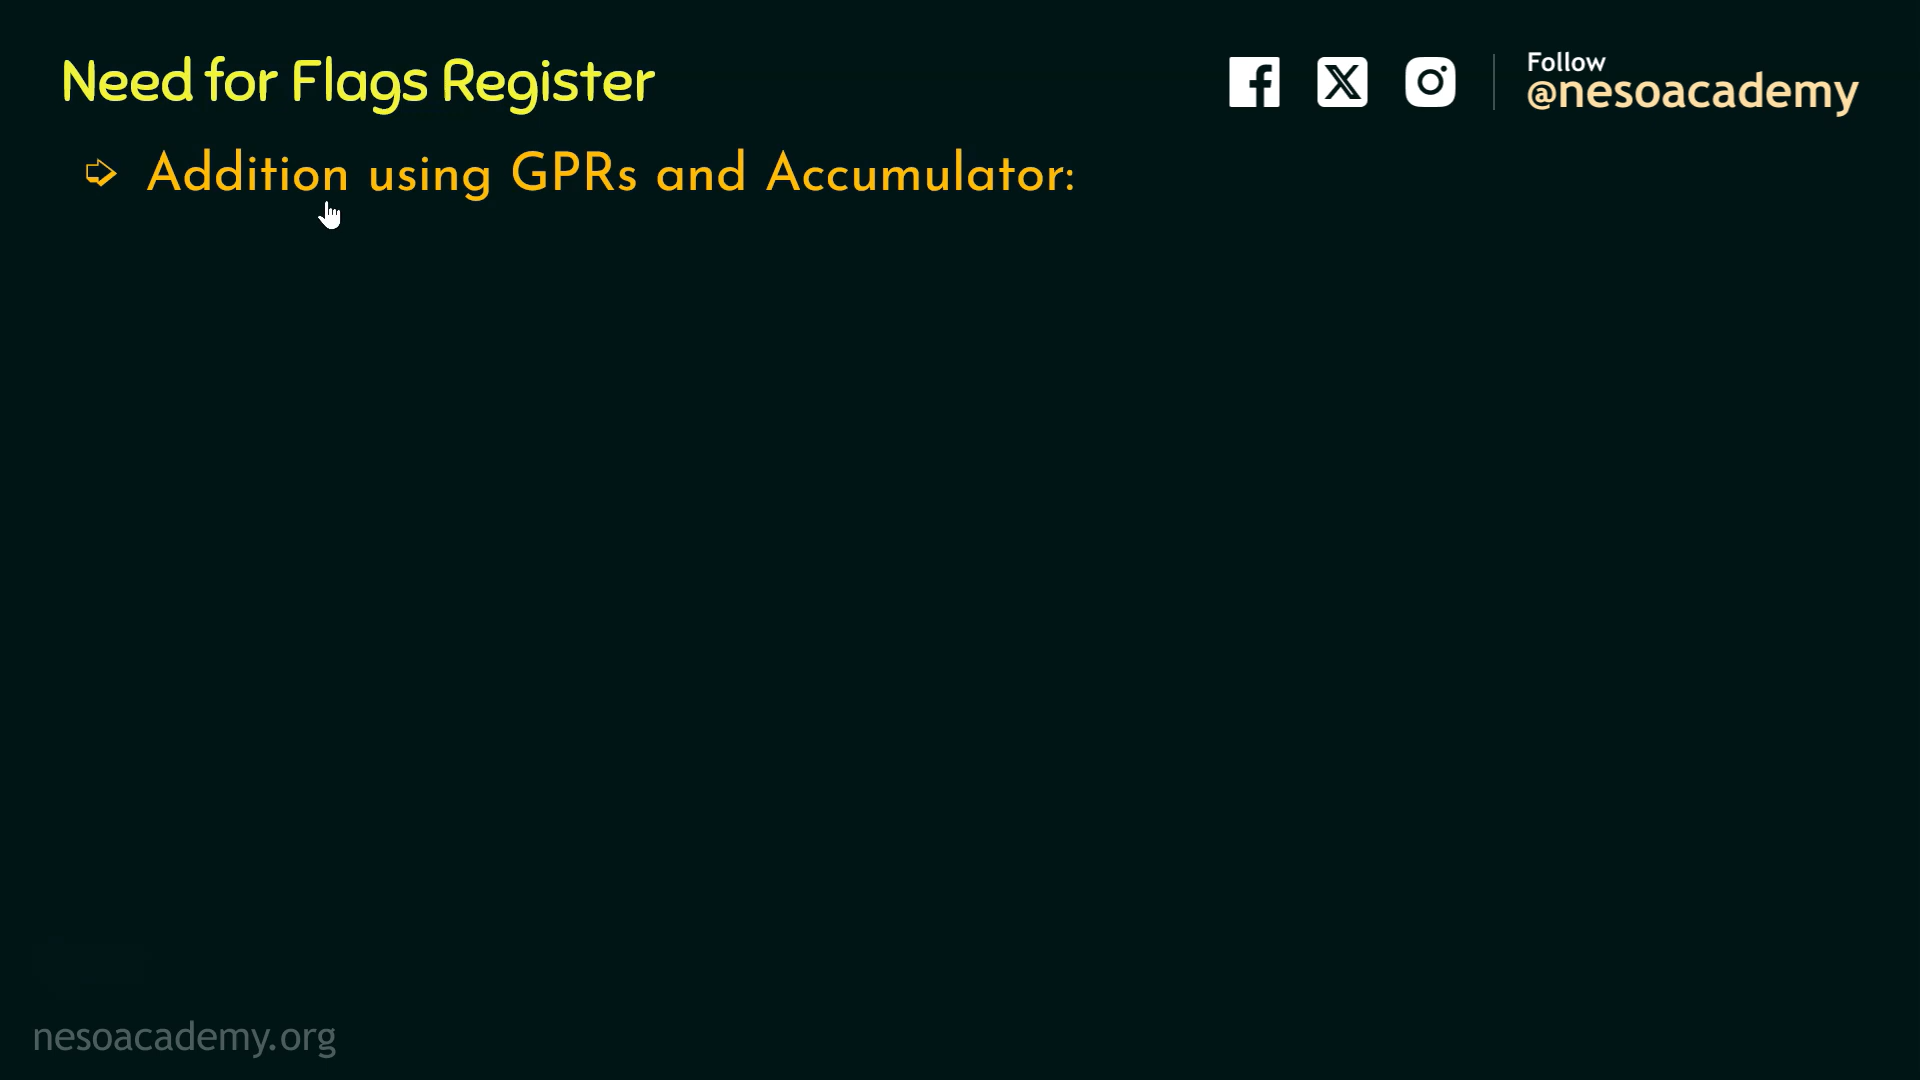 Need for Flags Register
Follow
@nesoacademy
➩ Addition using GPRs and Accumulator:
nesoacademy.org